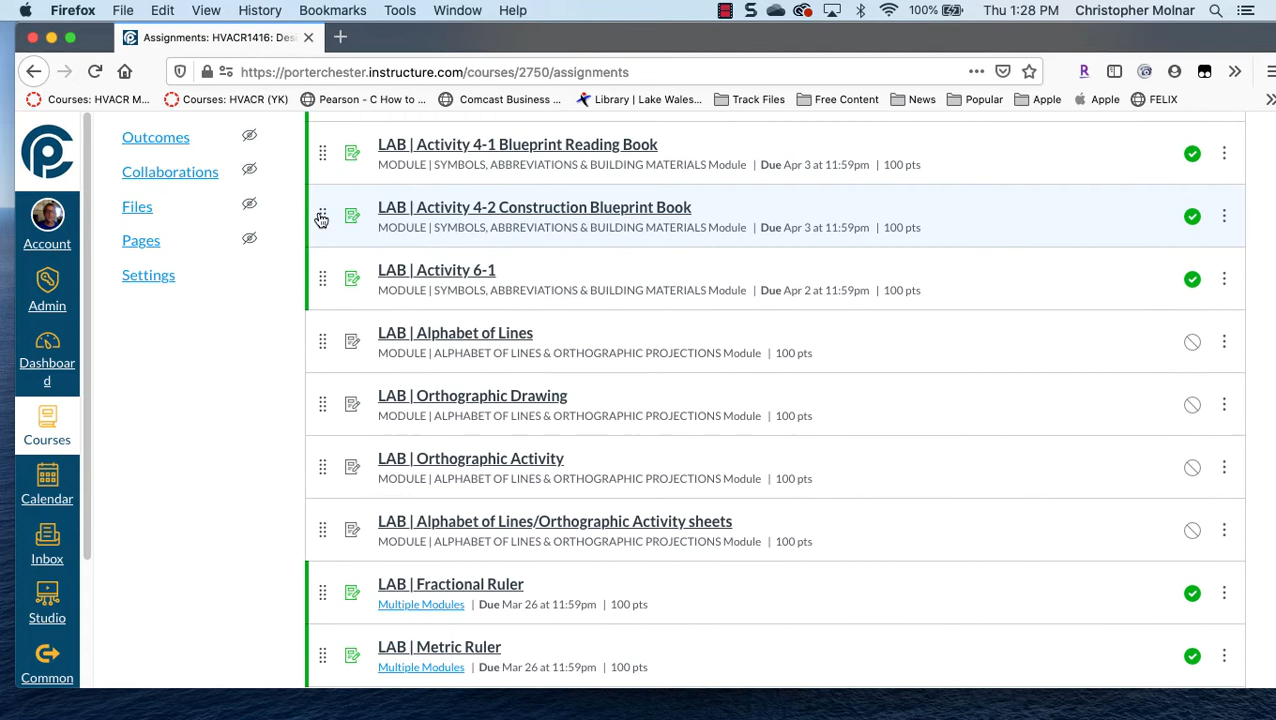 Firefox File Edit View History Bookmarks Tools Window Help 100% Thu 1:28 PM Christopher Molnar
Assignments: HVACR1416: Des
https://porterchester.instructure.com/courses/2750/assignments
Courses: HVACR M... Courses: HVACR (YK) Pearson - C How to ... Comcast Business ... Library | Lake Wales... Track Files Free Content News Popular Apple Apple FELIX
Outcomes
Collaborations
Files
Pages
Settings
Account
Admin
Dashboar
d
Courses
Calendar
Inbox
Studio
Common
LAB | Activity 4-1 Blueprint Reading Book
MODULE | SYMBOLS, ABBREVIATIONS & BUILDING MATERIALS Module | Due Apr 3 at 11:59pm | 100 pts
LAB | Activity 4-2 Construction Blueprint Book
MODULE | SYMBOLS, ABBREVIATIONS & BUILDING MATERIALS Module | Due Apr 3 at 11:59pm | 100 pts
LAB | Activity 6-1
MODULE | SYMBOLS, ABBREVIATIONS & BUILDING MATERIALS Module | Due Apr 2 at 11:59pm | 100 pts
LAB | Alphabet of Lines
MODULE | ALPHABET OF LINES & ORTHOGRAPHIC PROJECTIONS Module | 100 pts
LAB | Orthographic Drawing
MODULE | ALPHABET OF LINES & ORTHOGRAPHIC PROJECTIONS Module | 100 pts
LAB | Orthographic Activity
MODULE | ALPHABET OF LINES & ORTHOGRAPHIC PROJECTIONS Module | 100 pts
LAB | Alphabet of Lines/Orthographic Activity sheets
MODULE | ALPHABET OF LINES & ORTHOGRAPHIC PROJECTIONS Module | 100 pts
LAB | Fractional Ruler
Multiple Modules | Due Mar 26 at 11:59pm | 100 pts
LAB | Metric Ruler
Multiple Modules | Due Mar 26 at 11:59pm | 100 pts